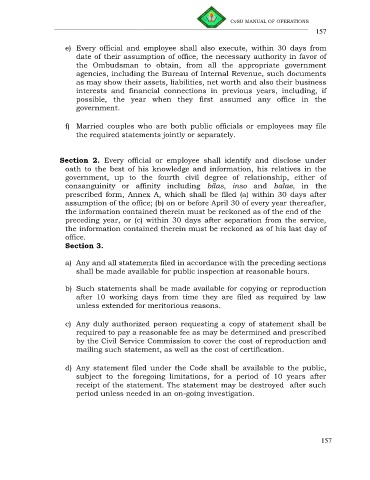 CvSU MANUAL OF OPERATIONS
157
e) Every official and employee shall also execute, within 30 days from
date of their assumption of office, the necessary authority in favor of
the Ombudsman to obtain, from all the appropriate government
agencies, including the Bureau of Internal Revenue, such documents
as may show their assets, liabilities, net worth and also their business
interests and financial connections in previous years, including, if
possible, the year when they first assumed any office in the
government.
f) Married couples who are both public officials or employees may file
the required statements jointly or separately.
Section 2. Every official or employee shall identify and disclose under
oath to the best of his knowledge and information, his relatives in the
government, up to the fourth civil degree of relationship, either of
consanguinity or affinity including bilas, inso and balae, in the
prescribed form, Annex A, which shall be filed (a) within 30 days after
assumption of the office; (b) on or before April 30 of every year thereafter,
the information contained therein must be reckoned as of the end of the
preceding year, or (c) within 30 days after separation from the service,
the information contained therein must be reckoned as of his last day of
office.
Section 3.
a) Any and all statements filed in accordance with the preceding sections
shall be made available for public inspection at reasonable hours.
b) Such statements shall be made available for copying or reproduction
after 10 working days from time they are filed as required by law
unless extended for meritorious reasons.
c) Any duly authorized person requesting a copy of statement shall be
required to pay a reasonable fee as may be determined and prescribed
by the Civil Service Commission to cover the cost of reproduction and
mailing such statement, as well as the cost of certification.
d) Any statement filed under the Code shall be available to the public,
subject to the foregoing limitations, for a period of 10 years after
receipt of the statement. The statement may be destroyed after such
period unless needed in an on-going investigation.
157